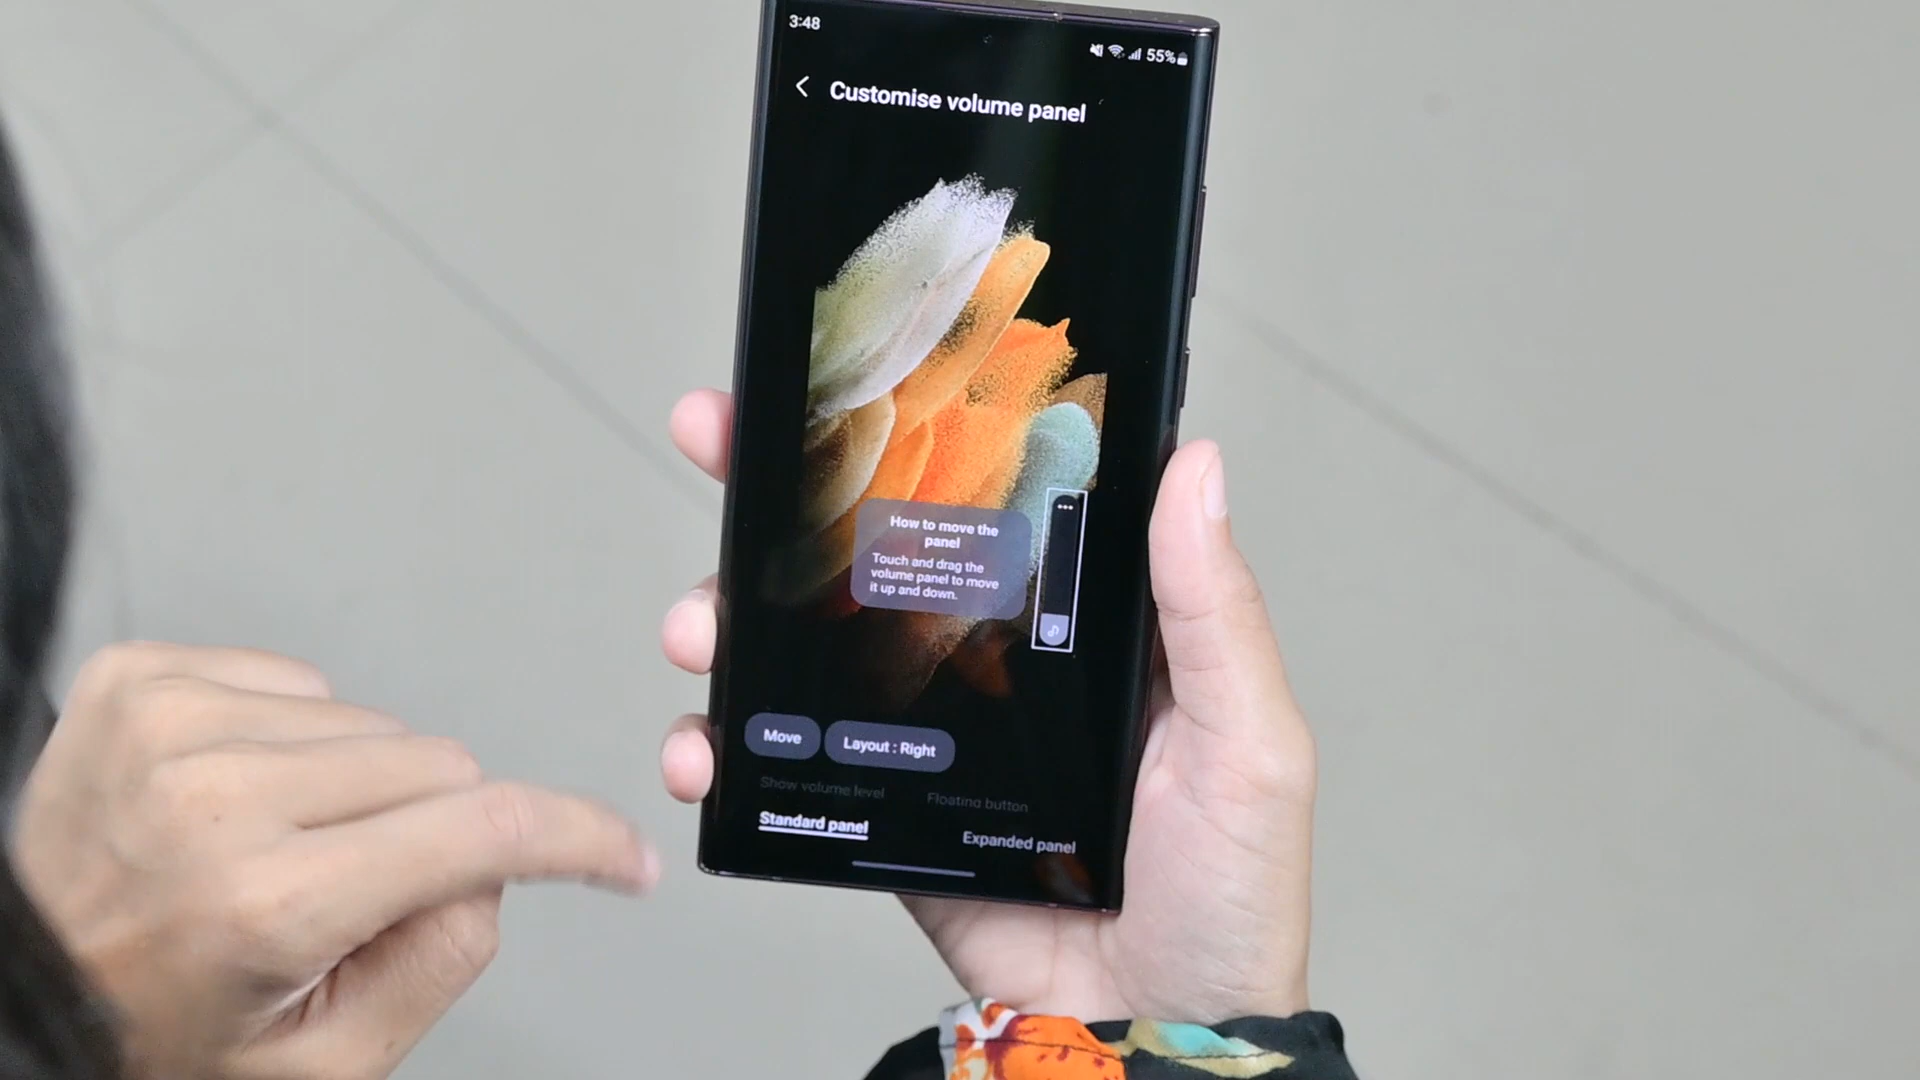 3:48
55%
Customise volume panel
How to move the
panel
Touch and drag the
volume panel to move
it up and down.
Move
Layout : Right
Show volume level
Floating button
Standard panel
Expanded panel